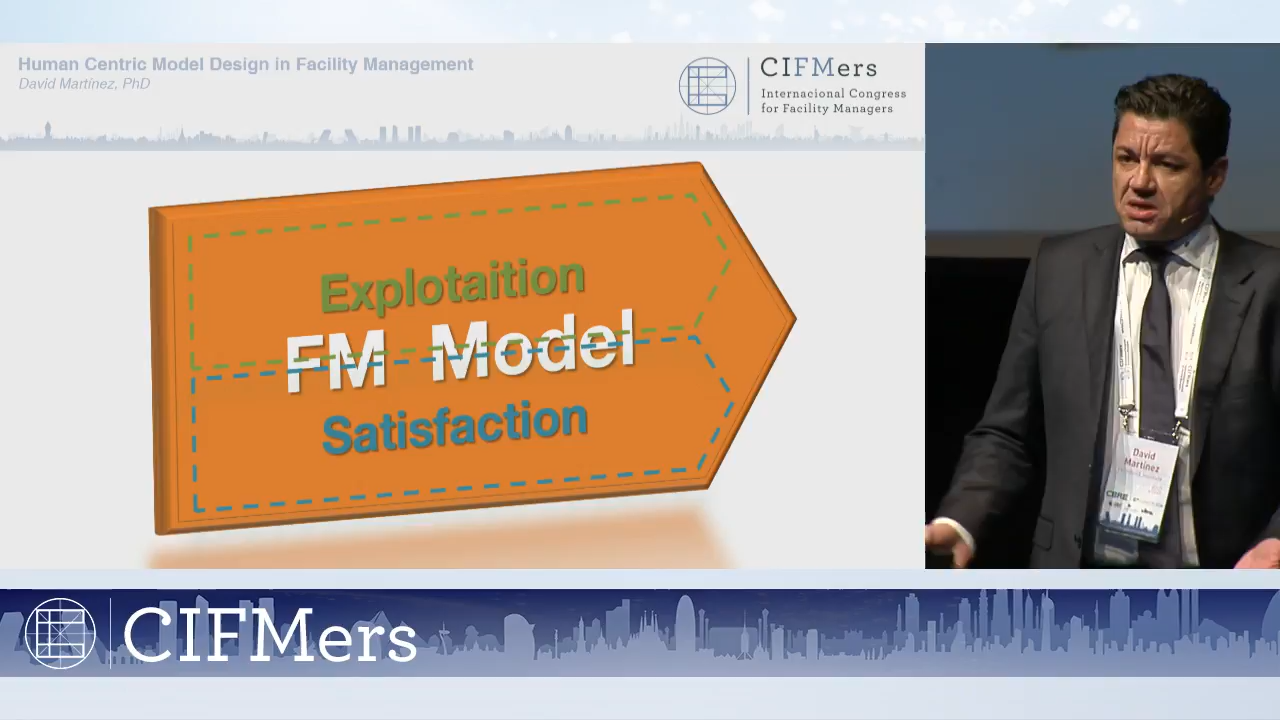 Human Centric Model Design in Facility Management
David Martínez, PhD
CIFMers
Internacional Congress
for Facility Managers
Explotaition
FM Model
Satisfaction
David
Martínez
CIFMers